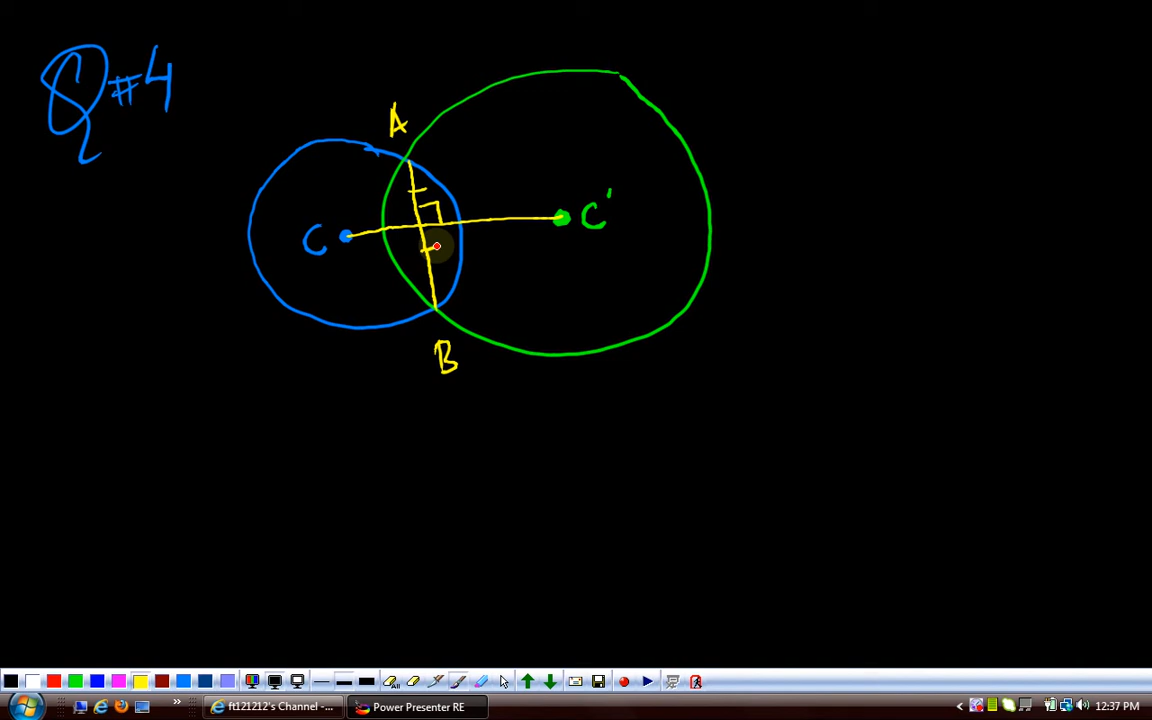 Q #4
A
C'
C
B
ft121212's Channel -...
Power Presenter RE
12:37 PM